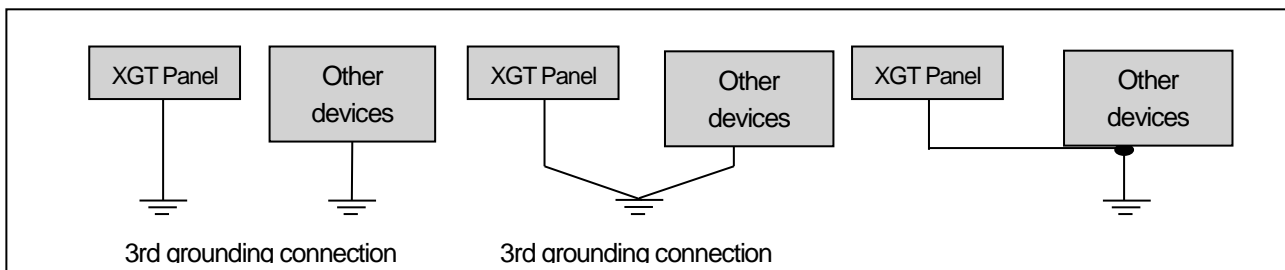 XGT Panel
Other
devices
XGT Panel
Other
devices
XGT Panel
Other
devices
3rd grounding connection
3rd grounding connection